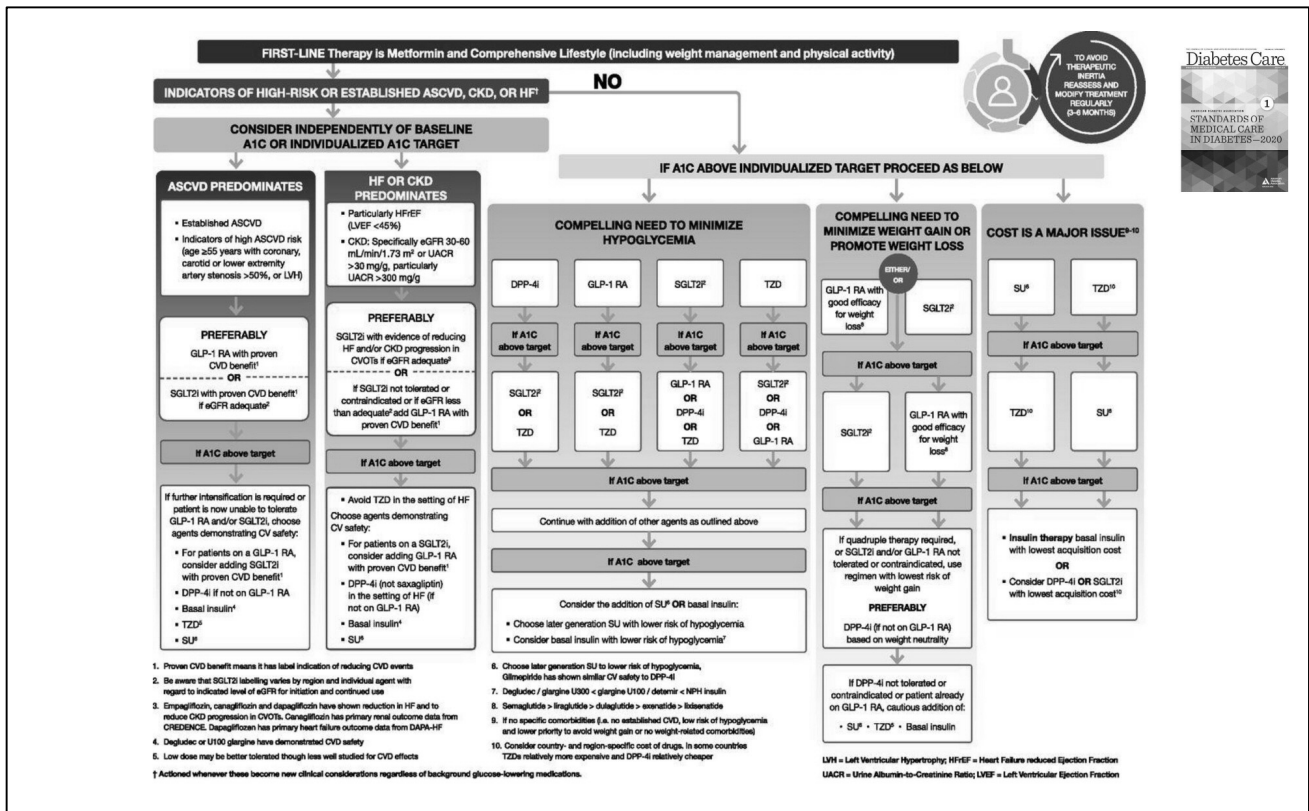 FIRST-LINE Therapy is Metformin and Comprehensive Lifestyle (including weight management and physical activity)
TO AVOID
THERAPEUTIC
INERTIA
REASSESS AND
MODIFY TREATMENT
REGULARLY
(3–6 MONTHS)
Diabetes Care
1
STANDARDS OF
MEDICAL CARE
IN DIABETES—2020
INDICATORS OF HIGH-RISK OR ESTABLISHED ASCVD, CKD, OR HF†
NO
CONSIDER INDEPENDENTLY OF BASELINE
A1C OR INDIVIDUALIZED A1C TARGET
IF A1C ABOVE INDIVIDUALIZED TARGET PROCEED AS BELOW
ASCVD PREDOMINATES
▪ Established ASCVD
▪ Indicators of high ASCVD risk
(age ≥55 years with coronary,
carotid or lower extremity
artery stenosis >50%, or LVH)
PREFERABLY
GLP-1 RA with proven
CVD benefit¹
OR
SGLT2i with proven CVD benefit¹
if eGFR adequate²
If A1C above target
If further intensification is required or
patient is now unable to tolerate
GLP-1 RA and/or SGLT2i, choose
agents demonstrating CV safety:
▪ For patients on a GLP-1 RA,
consider adding SGLT2i
with proven CVD benefit¹
▪ DPP-4i if not on GLP-1 RA
▪ Basal insulin⁴
▪ TZD⁵
▪ SU⁶
HF OR CKD
PREDOMINATES
▪ Particularly HFrEF
(LVEF <45%)
▪ CKD: Specifically eGFR 30-60
mL/min/1.73 m² or UACR
>30 mg/g, particularly
UACR >300 mg/g
PREFERABLY
SGLT2i with evidence of reducing
HF and/or CKD progression in
CVOTs if eGFR adequate³
OR
If SGLT2i not tolerated or
contraindicated or if eGFR less
than adequate² add GLP-1 RA with
proven CVD benefit¹
If A1C above target
▪ Avoid TZD in the setting of HF
Choose agents demonstrating
CV safety:
▪ For patients on a SGLT2i,
consider adding GLP-1 RA
with proven CVD benefit¹
▪ DPP-4i (not saxagliptin)
in the setting of HF (if
not on GLP-1 RA)
▪ Basal insulin⁴
▪ SU⁶
COMPELLING NEED TO MINIMIZE
HYPOGLYCEMIA
DPP-4i
GLP-1 RA
SGLT2i²
TZD
If A1C
above target
If A1C
above target
If A1C
above target
If A1C
above target
SGLT2i²
OR
TZD
SGLT2i²
OR
TZD
GLP-1 RA
OR
DPP-4i
OR
TZD
SGLT2i²
OR
DPP-4i
OR
GLP-1 RA
If A1C above target
Continue with addition of other agents as outlined above
If A1C above target
Consider the addition of SU⁶ OR basal insulin:
▪ Choose later generation SU with lower risk of hypoglycemia
▪ Consider basal insulin with lower risk of hypoglycemia⁷
COMPELLING NEED TO
MINIMIZE WEIGHT GAIN OR
PROMOTE WEIGHT LOSS
EITHER/
OR
GLP-1 RA with
good efficacy
for weight
loss⁸
SGLT2i²
If A1C above target
SGLT2i²
GLP-1 RA with
good efficacy
for weight
loss⁸
If A1C above target
If quadruple therapy required,
or SGLT2i and/or GLP-1 RA not
tolerated or contraindicated, use
regimen with lowest risk of
weight gain
PREFERABLY
DPP-4i (if not on GLP-1 RA)
based on weight neutrality
If DPP-4i not tolerated or
contraindicated or patient already
on GLP-1 RA, cautious addition of:
· SU⁶ · TZD⁵ · Basal insulin
COST IS A MAJOR ISSUE⁹⁻¹⁰
SU⁶
TZD¹⁰
If A1C above target
TZD¹⁰
SU⁶
If A1C above target
▪ Insulin therapy basal insulin
with lowest acquisition cost
OR
▪ Consider DPP-4i OR SGLT2i
with lowest acquisition cost¹⁰
1. Proven CVD benefit means it has label indication of reducing CVD events
2. Be aware that SGLT2i labelling varies by region and individual agent with
regard to indicated level of eGFR for initiation and continued use
3. Empagliflozin, canagliflozin and dapagliflozin have shown reduction in HF and to
reduce CKD progression in CVOTs. Canagliflozin has primary renal outcome data from
CREDENCE. Dapagliflozin has primary heart failure outcome data from DAPA-HF
4. Degludec or U100 glargine have demonstrated CVD safety
5. Low dose may be better tolerated though less well studied for CVD effects
6. Choose later generation SU to lower risk of hypoglycemia,
Glimepiride has shown similar CV safety to DPP-4i
7. Degludec / glargine U300 < glargine U100 / detemir < NPH insulin
8. Semaglutide > liraglutide > dulaglutide > exenatide > lixisenatide
9. If no specific comorbidities (i.e. no established CVD, low risk of hypoglycemia
and lower priority to avoid weight gain or no weight-related comorbidities)
10. Consider country- and region-specific cost of drugs. In some countries
TZDs relatively more expensive and DPP-4i relatively cheaper
† Actioned whenever these become new clinical considerations regardless of background glucose-lowering medications.
LVH = Left Ventricular Hypertrophy; HFrEF = Heart Failure reduced Ejection Fraction
UACR = Urine Albumin-to-Creatinine Ratio; LVEF = Left Ventricular Ejection Fraction